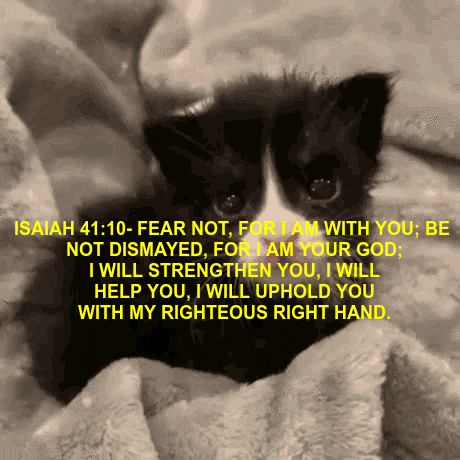 ISAIAH 41:10- FEAR NOT, FOR I AM WITH YOU; BE
NOT DISMAYED, FOR I AM YOUR GOD;
I WILL STRENGTHEN YOU, I WILL
HELP YOU, I WILL UPHOLD YOU
WITH MY RIGHTEOUS RIGHT HAND.